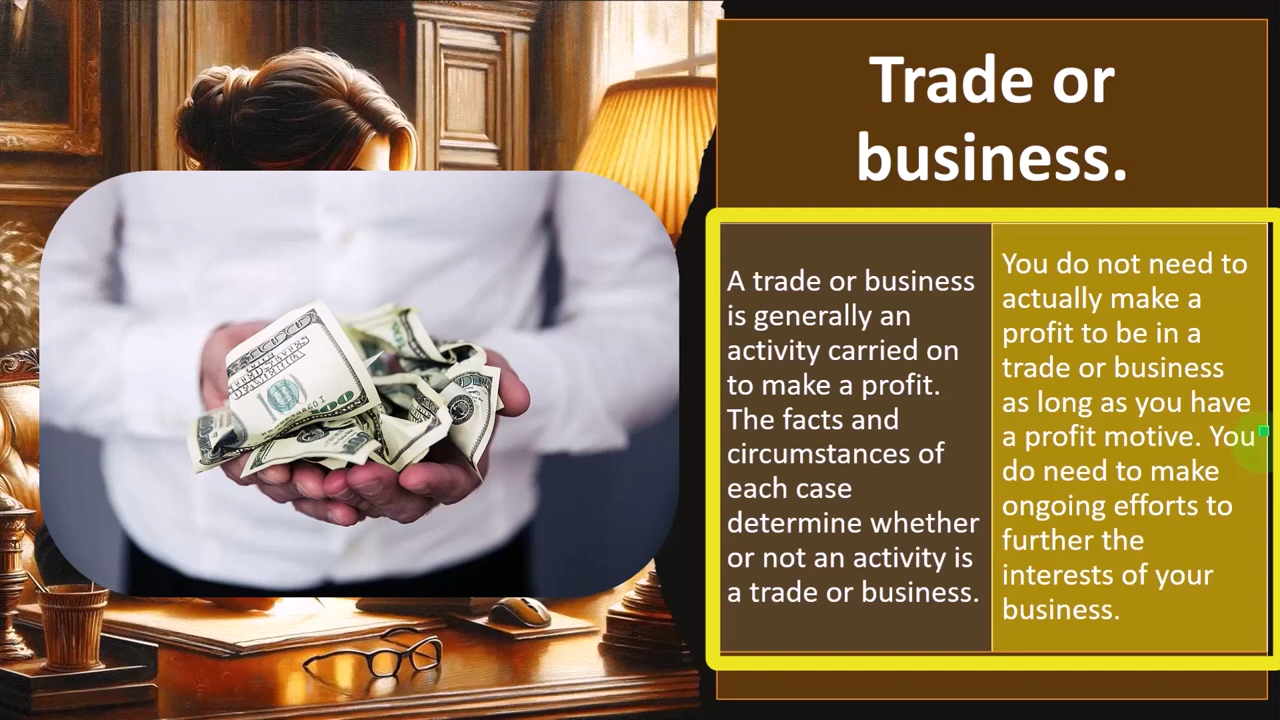 Trade or
business.
A trade or business
is generally an
activity carried on
to make a profit.
The facts and
circumstances of
each case
determine whether
or not an activity is
a trade or business.
You do not need to
actually make a
profit to be in a
trade or business
as long as you have
a profit motive. You
do need to make
ongoing efforts to
further the
interests of your
business.